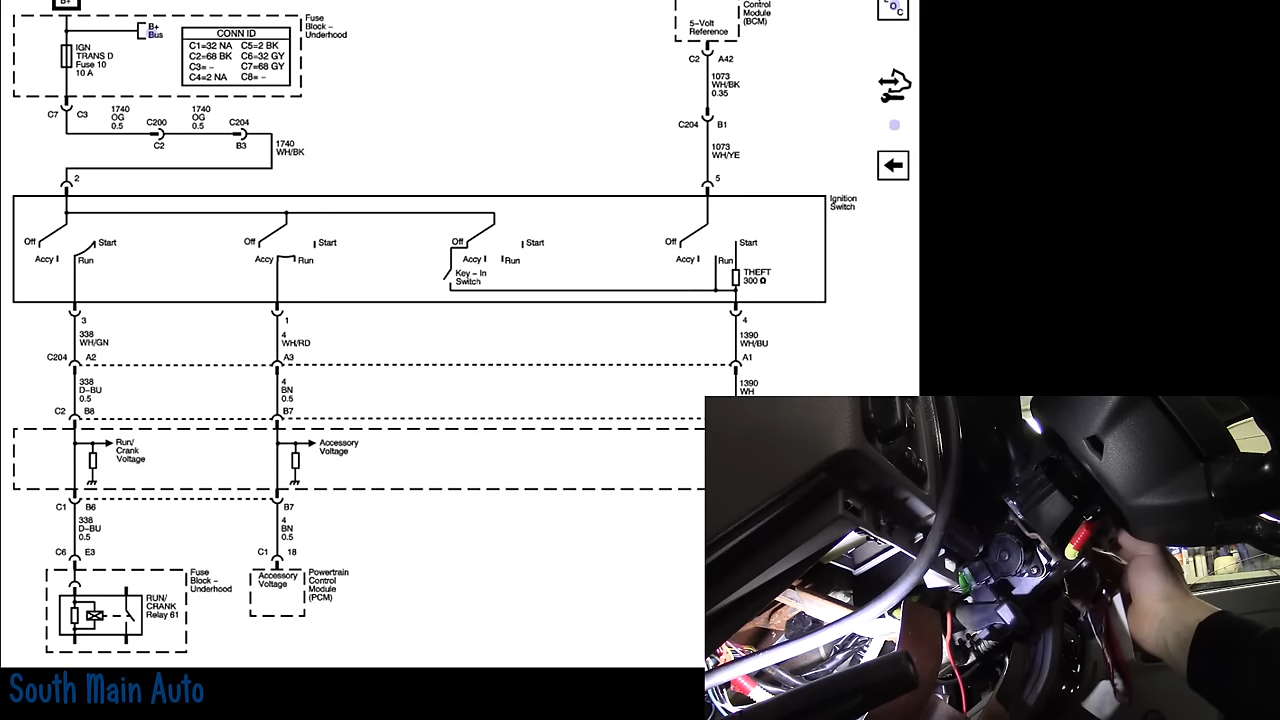 B+
Fuse
Block –
Underhood
B+
Bus
IGN
TRANS D
Fuse 10
10 A
CONN ID
C1=32 NA C5=2 BK
C2=68 BK C6=32 GY
C3= – C7=68 GY
C4=2 NA C8= –
Control
Module
(BCM)
5-Volt
Reference
C2 A42
1073
WH/BK
0.35
C7 C3
1740
OG
0.5
C200
C2
1740
OG
0.5
C204
B3
1740
WH/BK
C204 B1
1073
WH/YE
2
5
Ignition
Switch
Off Start
Accy Run
Off Start
Accy Run
Off Start
Accy Run
Key – In
Switch
Off Start
Accy Run
THEFT
300 Ω
3
1
4
338
WH/GN
4
WH/RD
1390
WH/BU
C204 A2
A3
A1
338
D–BU
0.5
4
BN
0.5
1390
WH
C2 B8
B7
Run/
Crank
Voltage
Accessory
Voltage
C1 B6
B7
338
D–BU
0.5
4
BN
0.5
C6 E3
C1 18
Fuse
Block –
Underhood
RUN/
CRANK
Relay 61
Accessory
Voltage
Powertrain
Control
Module
(PCM)
South Main Auto